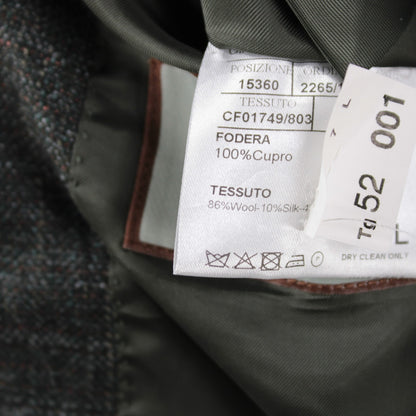 POSIZIONE ORDI
15360 2265/
TESSUTO
CF01749/803
FODERA
100%Cupro
TESSUTO
86%Wool-10%Silk-4
DRY CLEAN ONLY
L
Tg 52 001
L